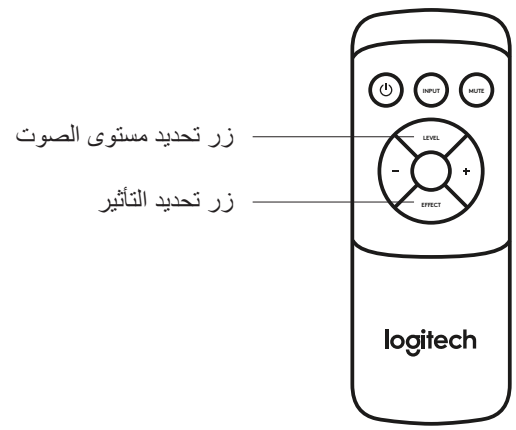 INPUT
MUTE
زر تحديد مستوى الصوت
LEVEL
-
+
زر تحديد التأثير
EFFECT
logitech